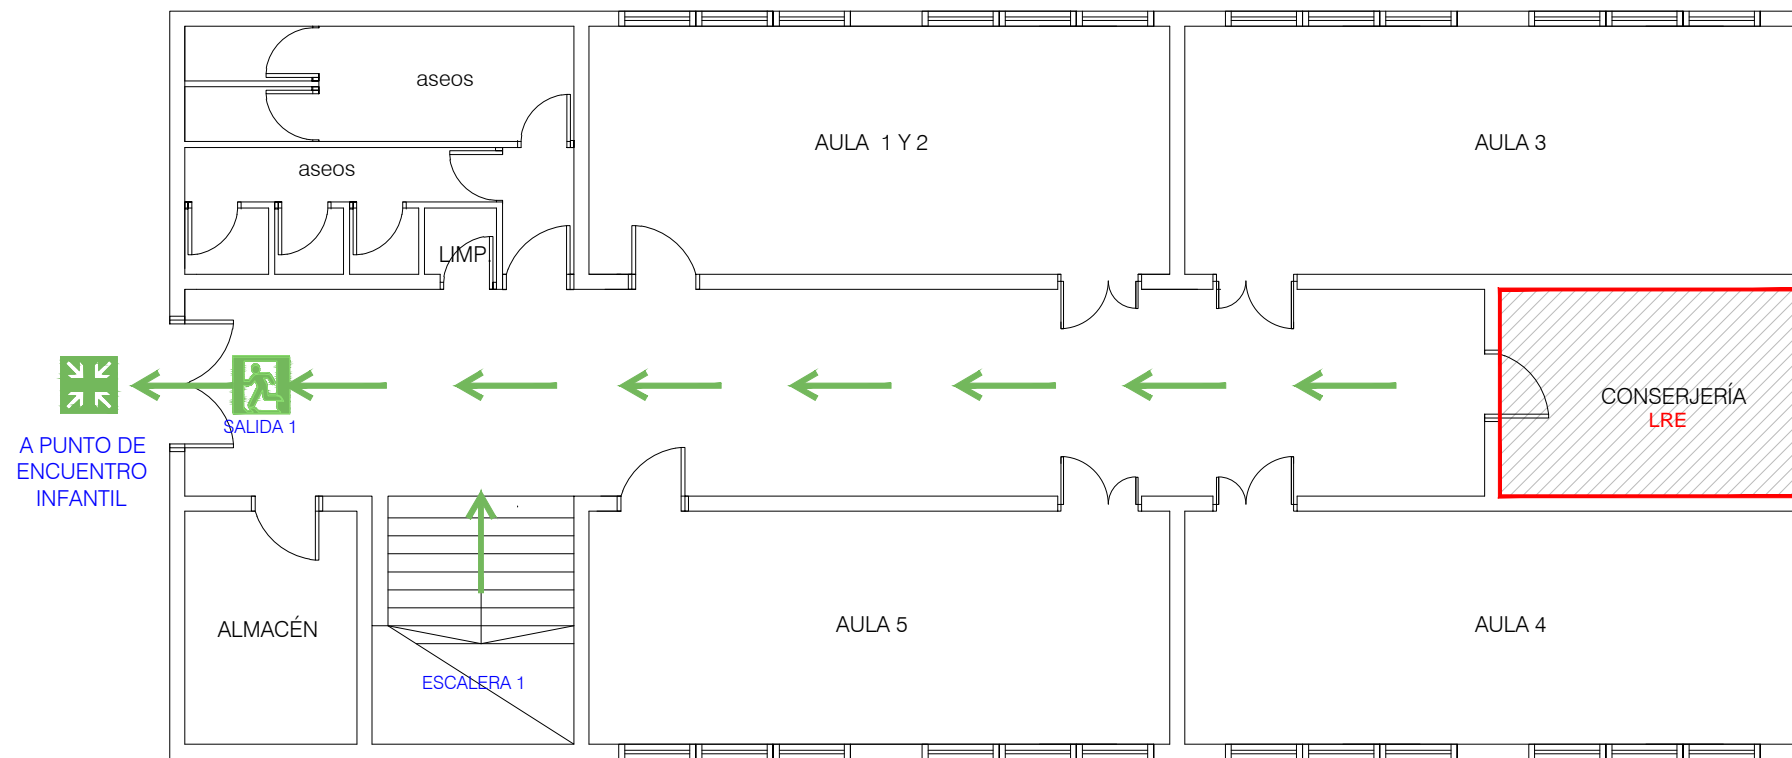 aseos
AULA 1 Y 2
AULA 3
aseos
LIMP.
CONSERJERÍA
LRE
SALIDA 1
A PUNTO DE
ENCUENTRO
INFANTIL
ALMACÉN
AULA 5
AULA 4
ESCALERA 1